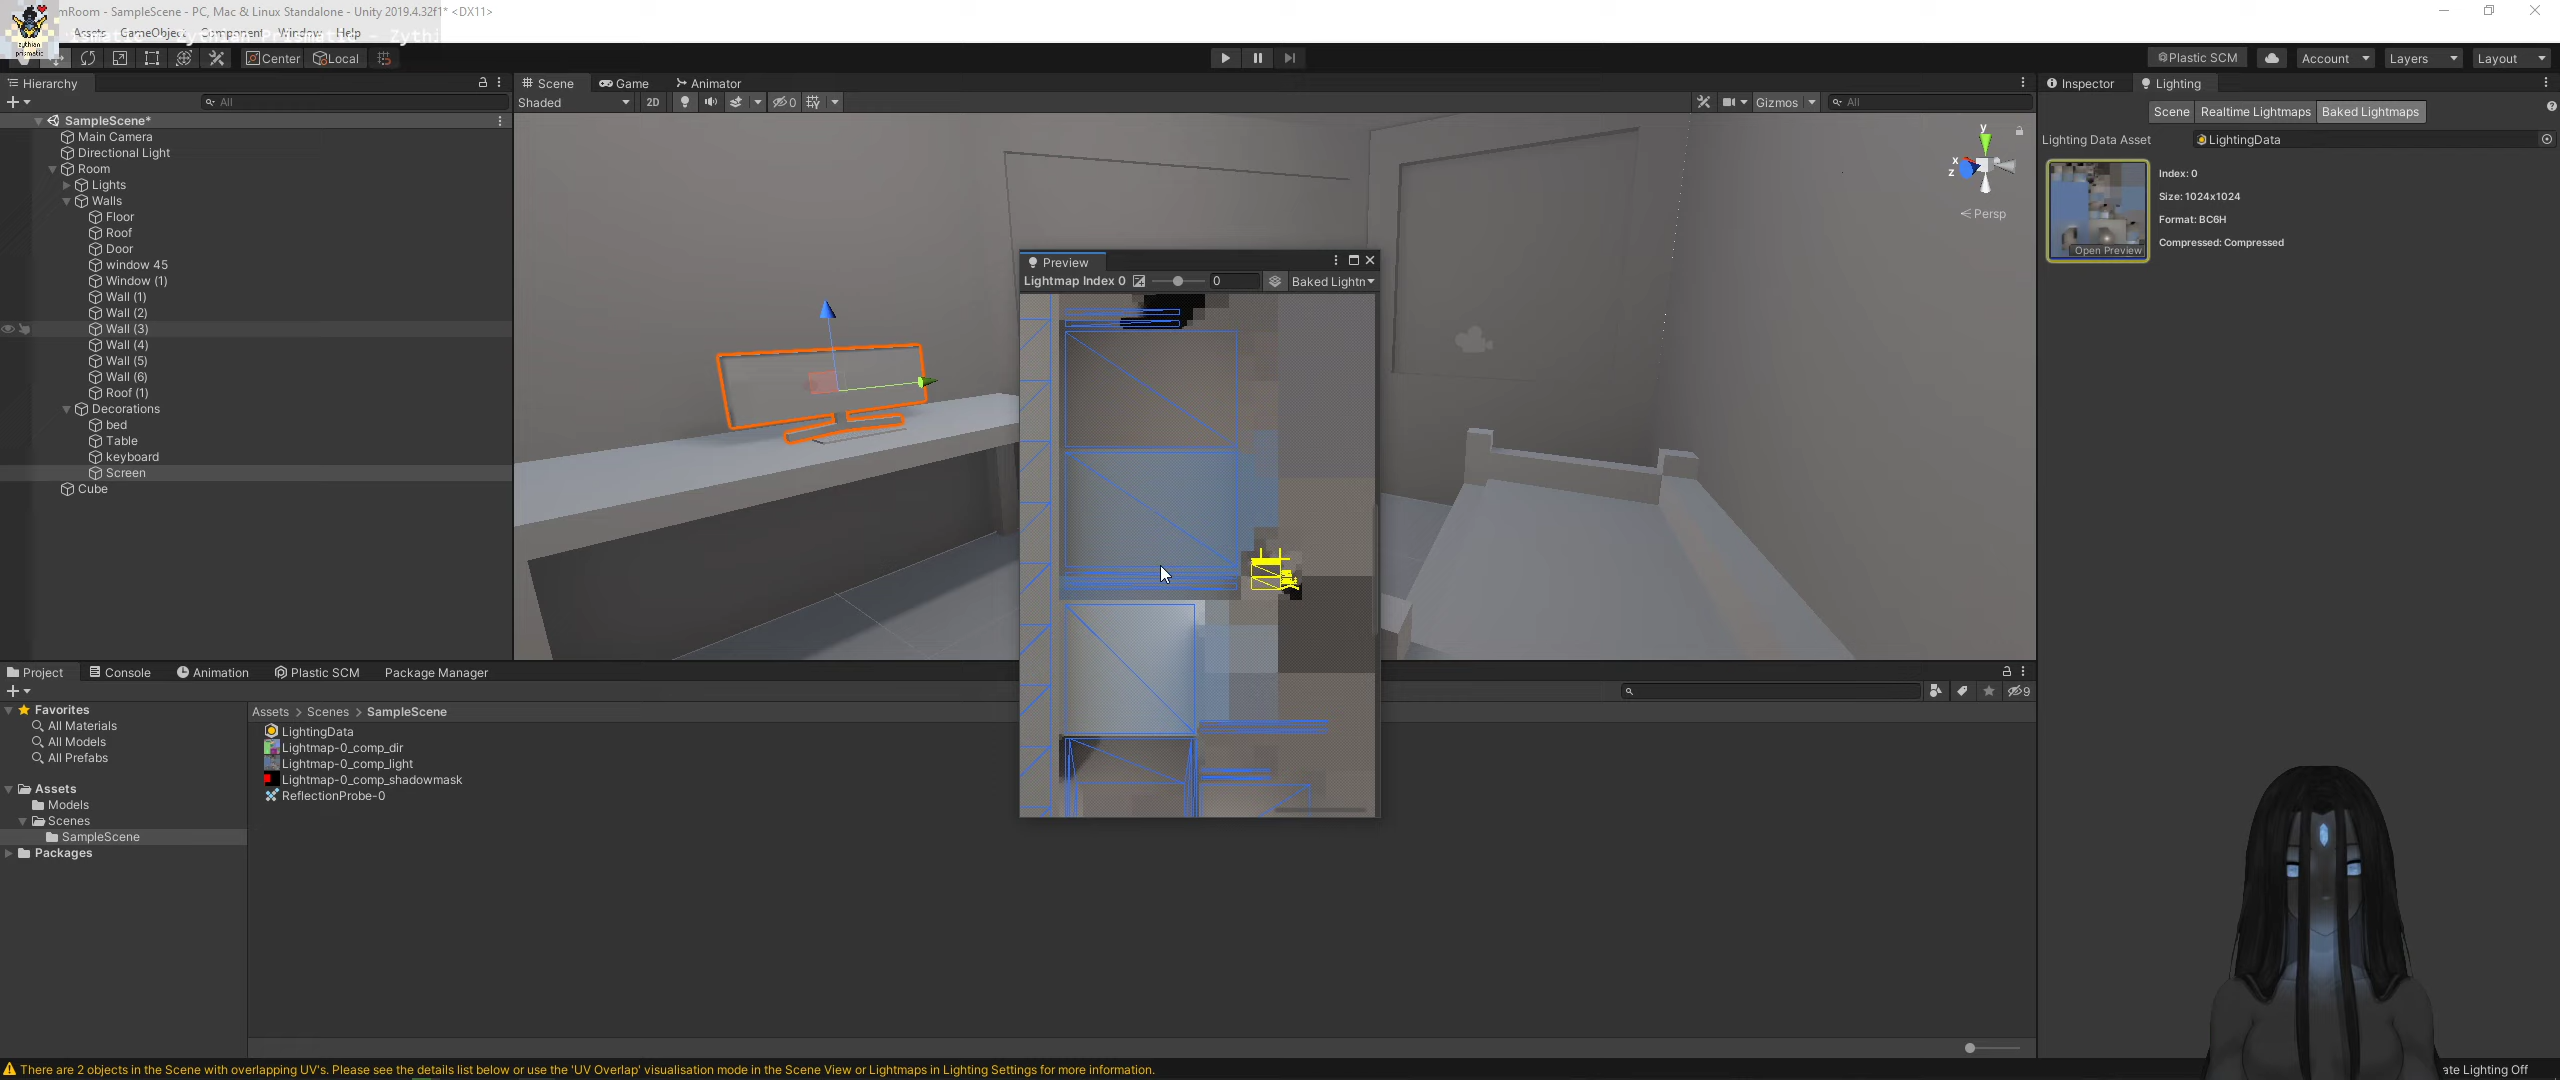 mRoom - SampleScene - PC, Mac & Linux Standalone - Unity 2019.4.32f1* <DX11>
Assets GameObject Component Window Help
zythian prismatic
Center Local
Plastic SCM Account Layers Layout
Hierarchy
All
SampleScene*
Main Camera
Directional Light
Room
Lights
Walls
Floor
Roof
Door
window 45
Window (1)
Wall (1)
Wall (2)
Wall (3)
Wall (4)
Wall (5)
Wall (6)
Roof (1)
Decorations
bed
Table
keyboard
Screen
Cube
Scene Game Animator
Shaded 2D 0 Gizmos All
y
x
z
Persp
Preview
Lightmap Index 0 0 Baked Lightn
Inspector Lighting
Scene Realtime Lightmaps Baked Lightmaps
Lighting Data Asset LightingData
Open Preview
Index: 0
Size: 1024x1024
Format: BC6H
Compressed: Compressed
Project Console Animation Plastic SCM Package Manager
9
Favorites
All Materials
All Models
All Prefabs
Assets
Models
Scenes
SampleScene
Packages
Assets > Scenes > SampleScene
LightingData
Lightmap-0_comp_dir
Lightmap-0_comp_light
Lightmap-0_comp_shadowmask
ReflectionProbe-0
There are 2 objects in the Scene with overlapping UV's. Please see the details list below or use the 'UV Overlap' visualisation mode in the Scene View or Lightmaps in Lighting Settings for more information.
ate Lighting Off